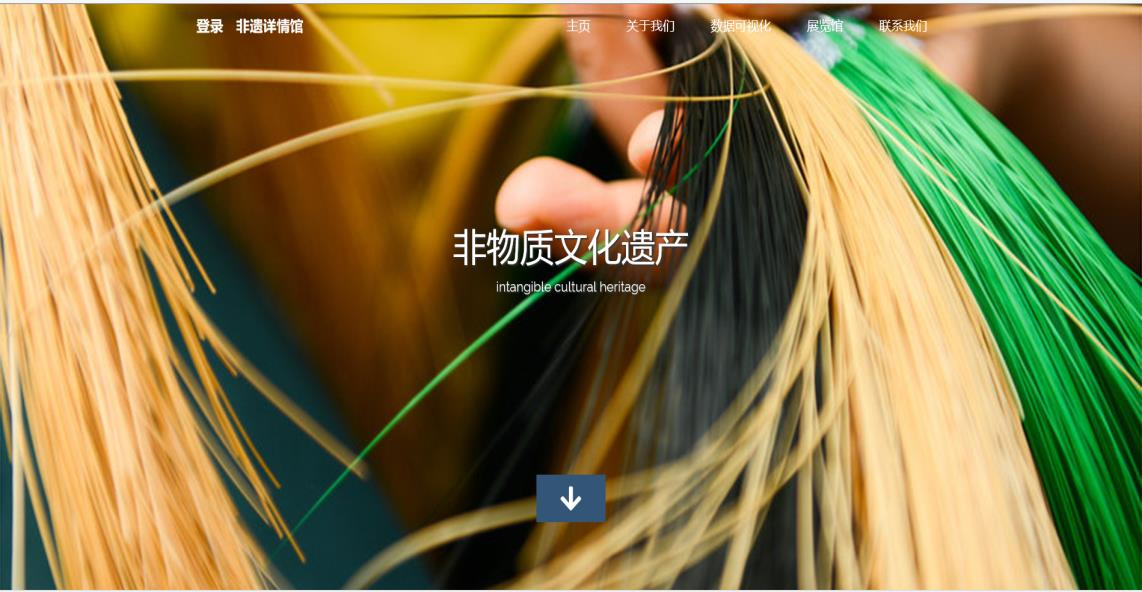 登录 非遗详情馆 主页 关于我们 数据可视化 展览馆 联系我们
非物质文化遗产
intangible cultural heritage